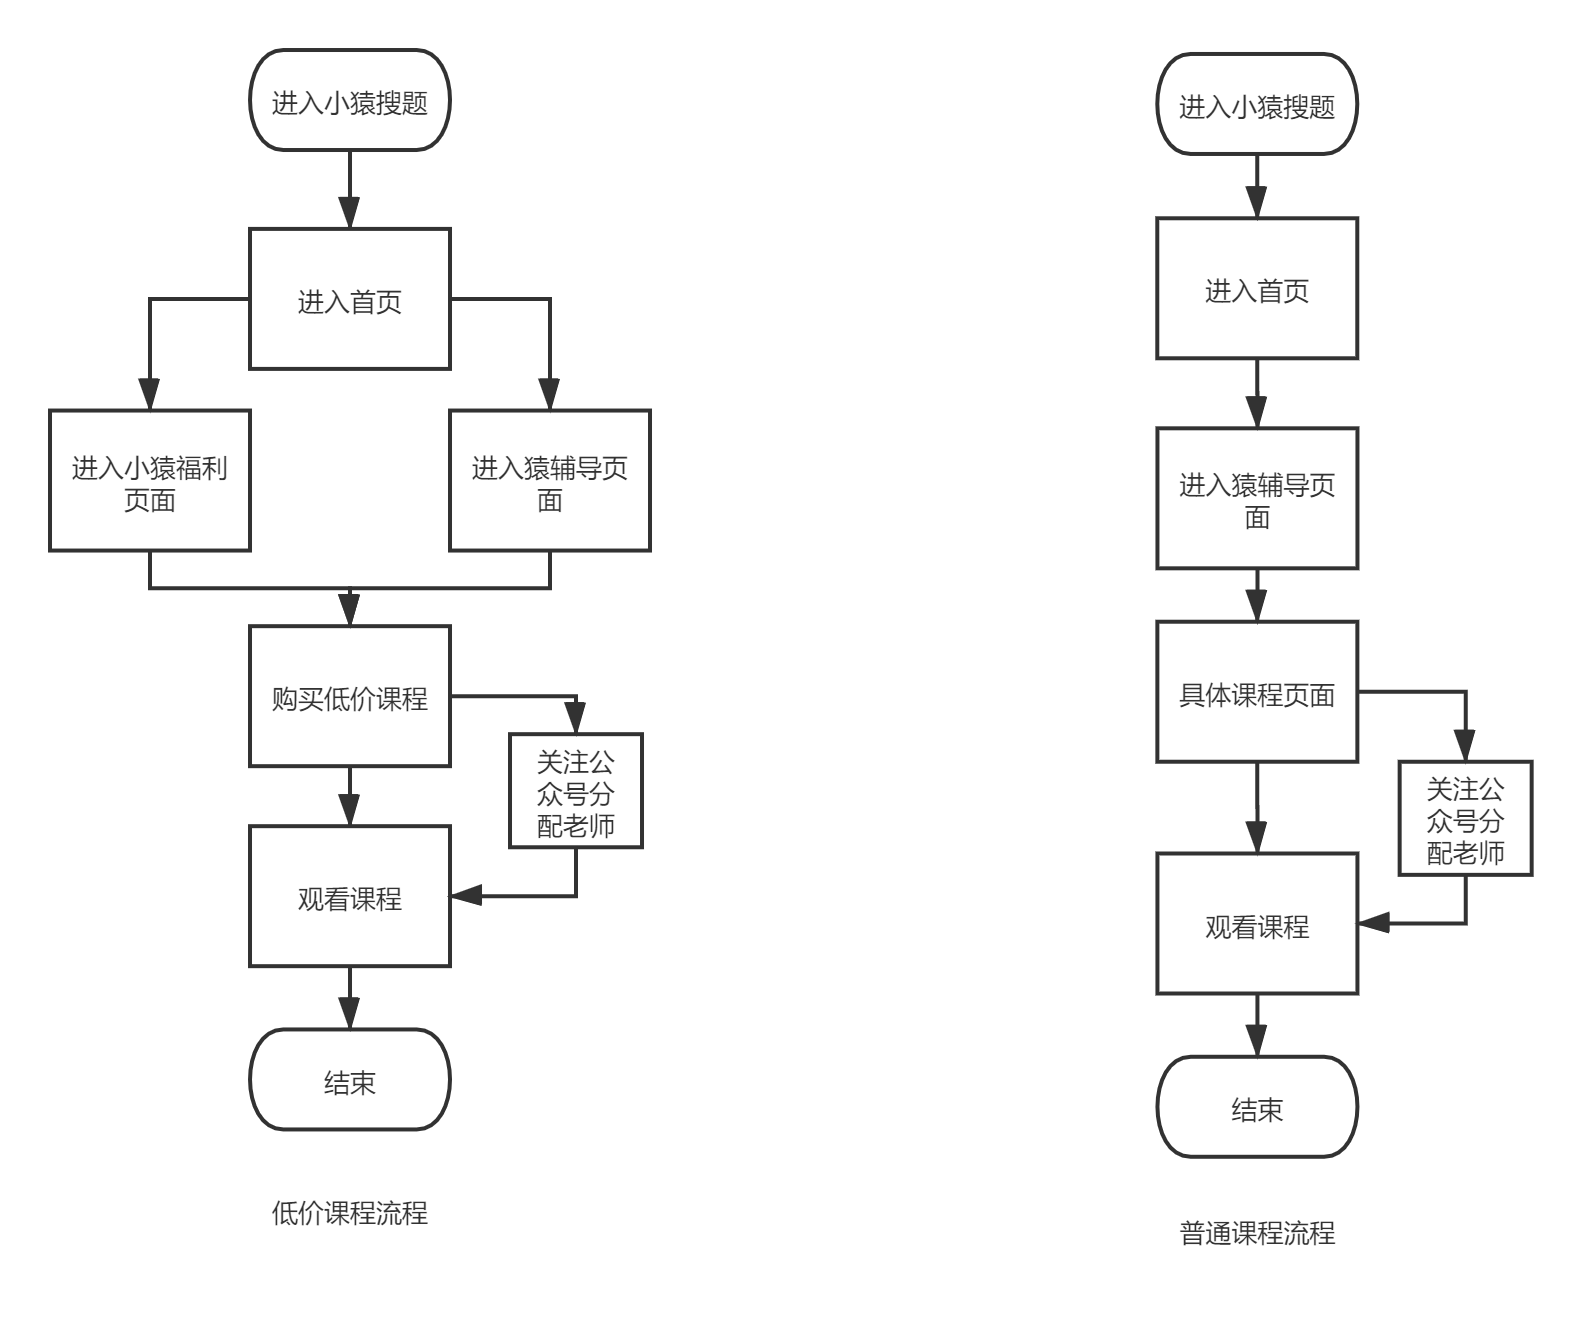 进入小猿搜题
进入首页
进入小猿福利
页面
进入猿辅导页
面
购买低价课程
关注公
众号分
配老师
观看课程
结束
低价课程流程
进入小猿搜题
进入首页
进入猿辅导页
面
具体课程页面
关注公
众号分
配老师
观看课程
结束
普通课程流程